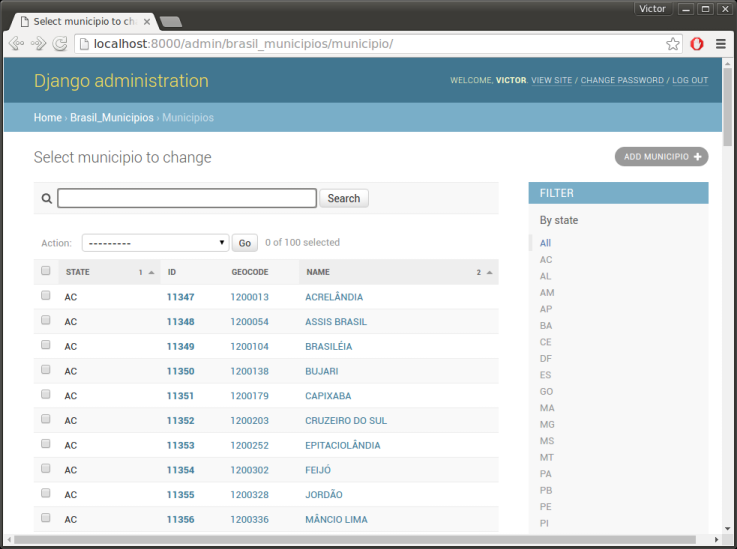 Victor
Select municipio to ch
localhost:8000/admin/brasil_municipios/municipio/
Django administration
WELCOME, VICTOR. VIEW SITE / CHANGE PASSWORD / LOG OUT
Home › Brasil_Municipios › Municipios
Select municipio to change
ADD MUNICIPIO +
Search
Action: --------- Go 0 of 100 selected
STATE 1 ID GEOCODE NAME 2
AC 11347 1200013 ACRELÂNDIA
AC 11348 1200054 ASSIS BRASIL
AC 11349 1200104 BRASILÉIA
AC 11350 1200138 BUJARI
AC 11351 1200179 CAPIXABA
AC 11352 1200203 CRUZEIRO DO SUL
AC 11353 1200252 EPITACIOLÂNDIA
AC 11354 1200302 FEIJÓ
AC 11355 1200328 JORDÃO
AC 11356 1200336 MÂNCIO LIMA
FILTER
By state
All
AC
AL
AM
AP
BA
CE
DF
ES
GO
MA
MG
MS
MT
PA
PB
PE
PI